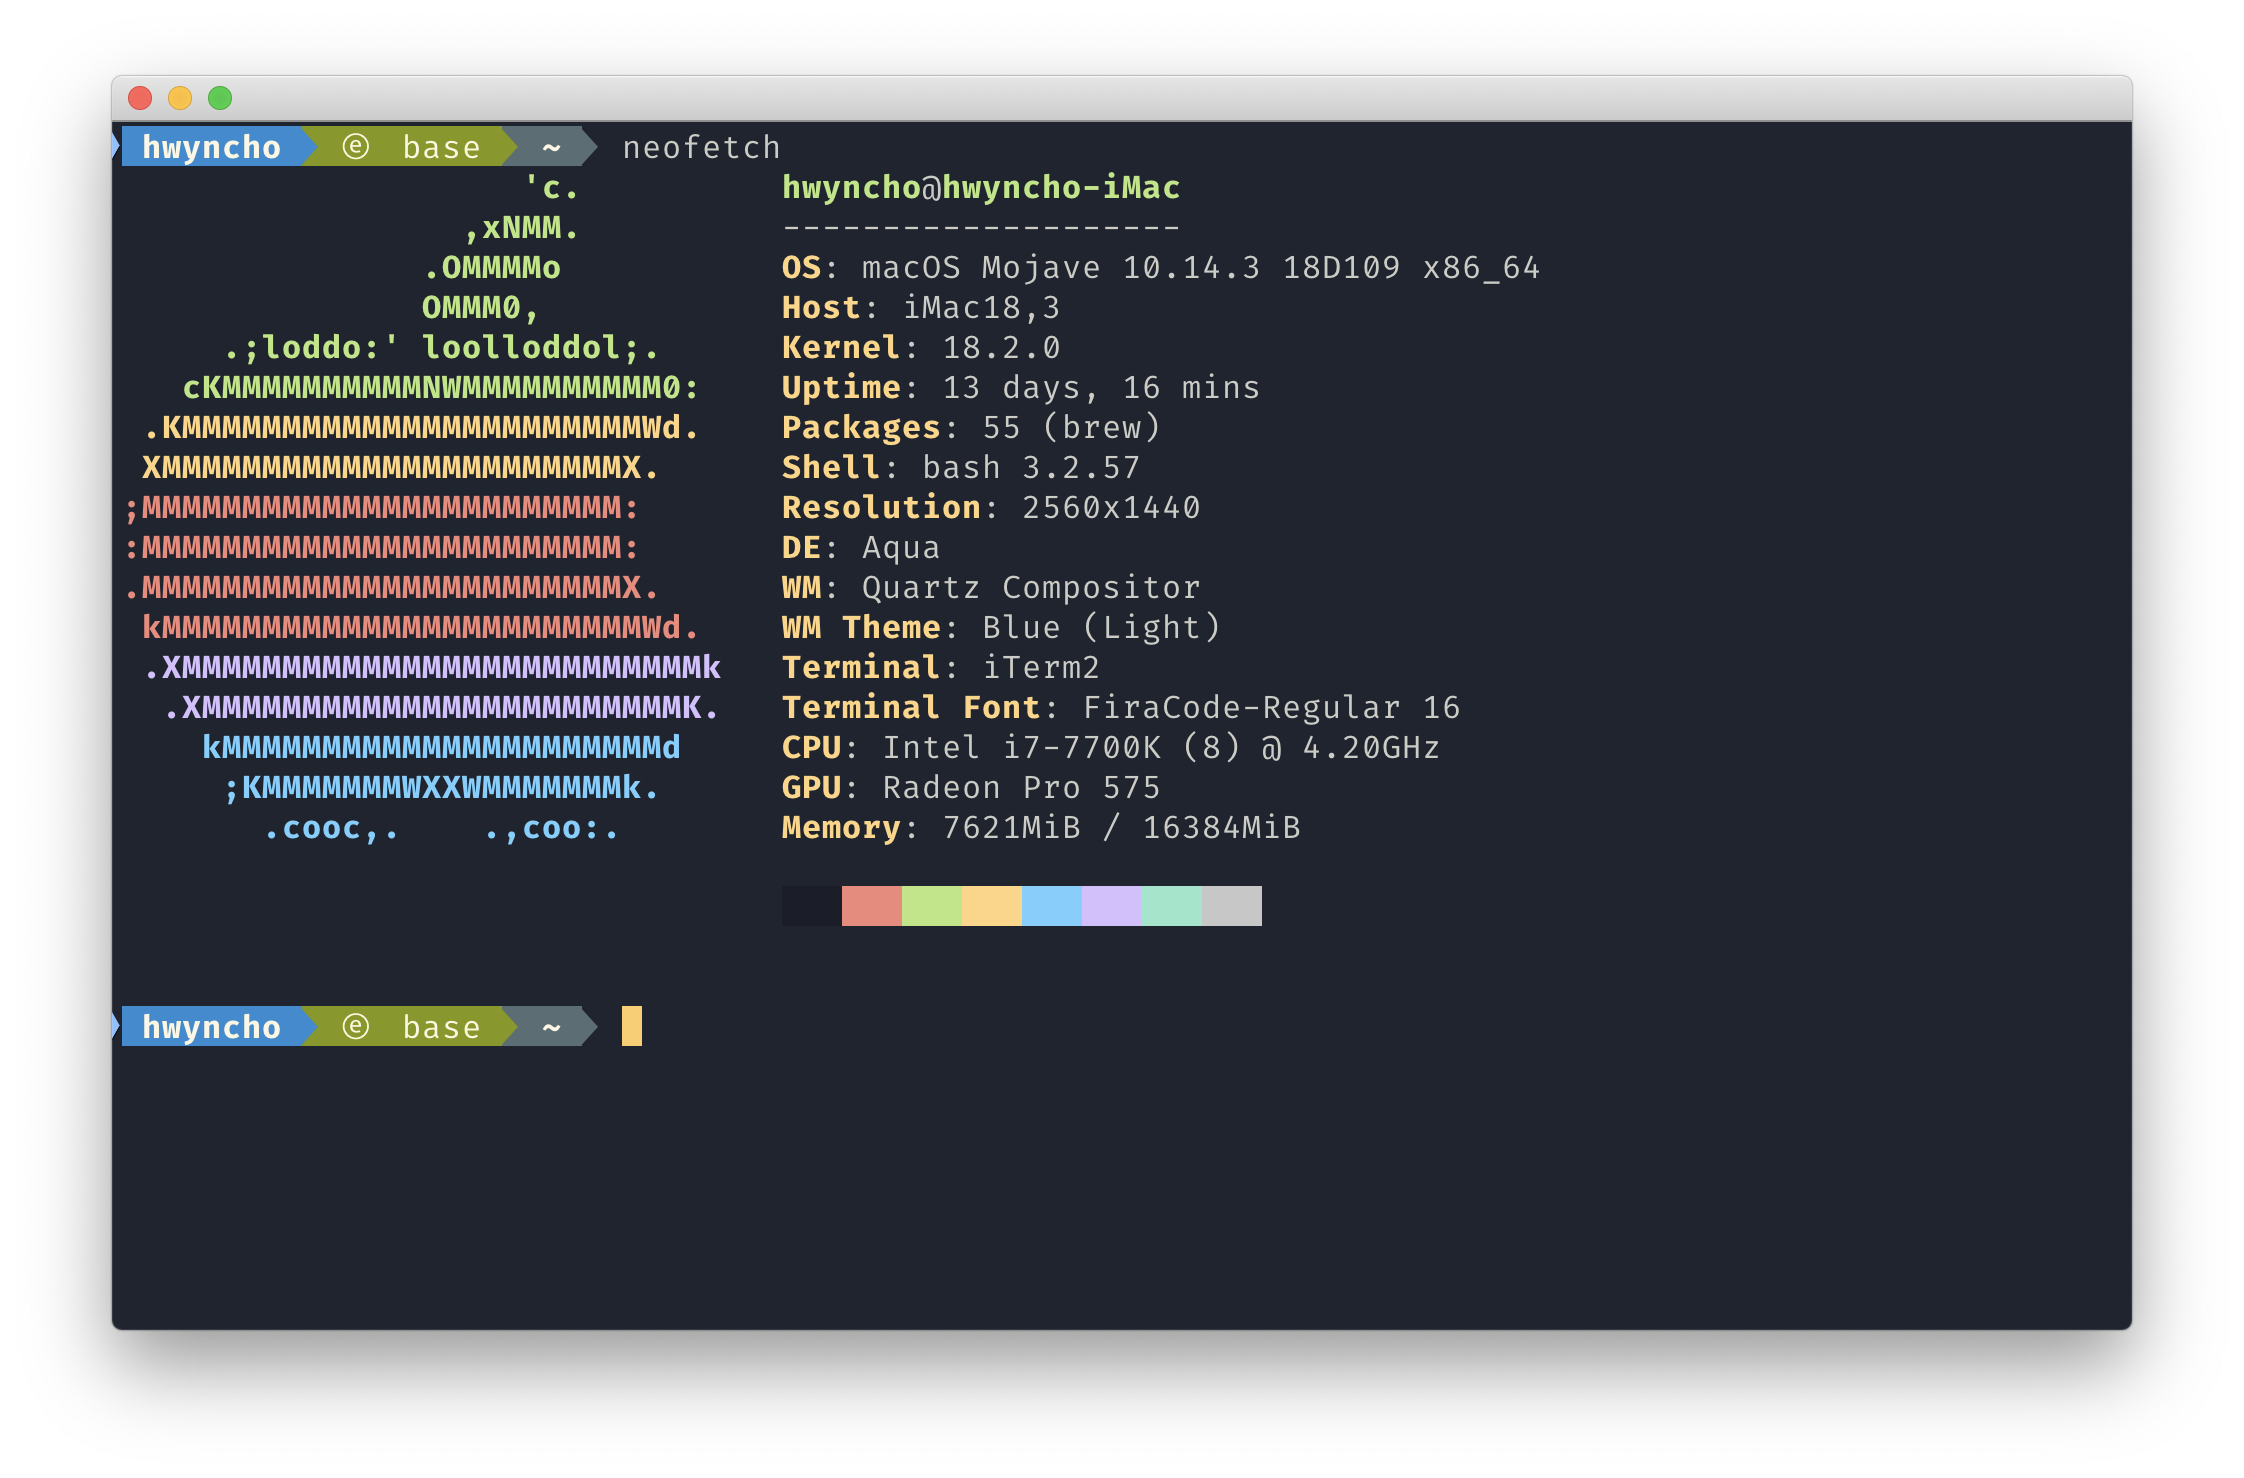 hwyncho ⓔ base ~ neofetch
'c. hwyncho@hwyncho-iMac
,xNMM. --------------------
.OMMMMo OS: macOS Mojave 10.14.3 18D109 x86_64
OMMM0, Host: iMac18,3
.;loddo:' loolloddol;. Kernel: 18.2.0
cKMMMMMMMMMMNWMMMMMMMMMM0: Uptime: 13 days, 16 mins
.KMMMMMMMMMMMMMMMMMMMMMMMWd. Packages: 55 (brew)
XMMMMMMMMMMMMMMMMMMMMMMMX. Shell: bash 3.2.57
;MMMMMMMMMMMMMMMMMMMMMMMM: Resolution: 2560x1440
:MMMMMMMMMMMMMMMMMMMMMMMM: DE: Aqua
.MMMMMMMMMMMMMMMMMMMMMMMMX. WM: Quartz Compositor
kMMMMMMMMMMMMMMMMMMMMMMMMWd. WM Theme: Blue (Light)
.XMMMMMMMMMMMMMMMMMMMMMMMMMMk Terminal: iTerm2
.XMMMMMMMMMMMMMMMMMMMMMMMMK. Terminal Font: FiraCode-Regular 16
kMMMMMMMMMMMMMMMMMMMMMMd CPU: Intel i7-7700K (8) @ 4.20GHz
;KMMMMMMMWXXWMMMMMMMk. GPU: Radeon Pro 575
.cooc,. .,coo:. Memory: 7621MiB / 16384MiB
hwyncho ⓔ base ~